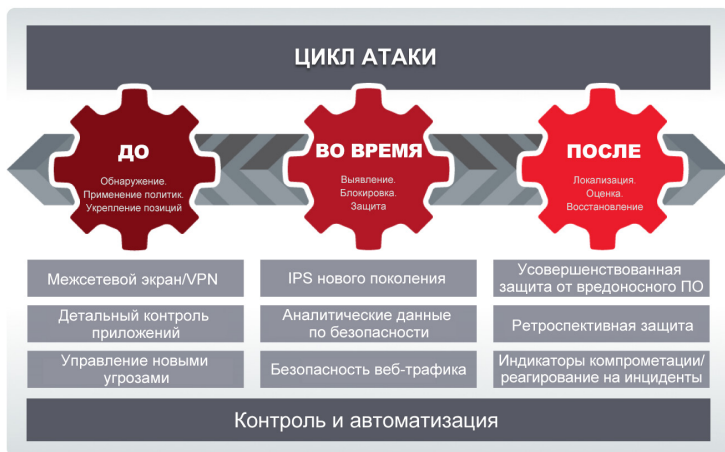 ЦИКЛ АТАКИ
ДО
Обнаружение.
Применение политик.
Укрепление позиций
ВО ВРЕМЯ
Выявление.
Блокировка.
Защита
ПОСЛЕ
Локализация.
Оценка.
Восстановление
Межсетевой экран/VPN
Детальный контроль
приложений
Управление новыми
угрозами
IPS нового поколения
Аналитические данные
по безопасности
Безопасность веб-трафика
Усовершенствованная
защита от вредоносного ПО
Ретроспективная защита
Индикаторы компрометации/
реагирование на инциденты
Контроль и автоматизация